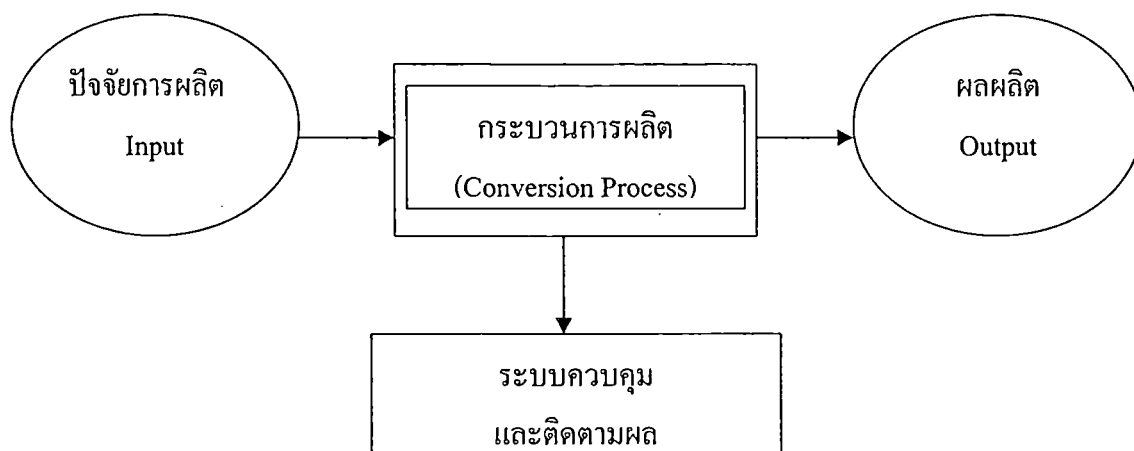 ปัจจัยการผลิต
Input
กระบวนการผลิต
(Conversion Process)
ผลผลิต
Output
ระบบควบคุม
และติดตามผล